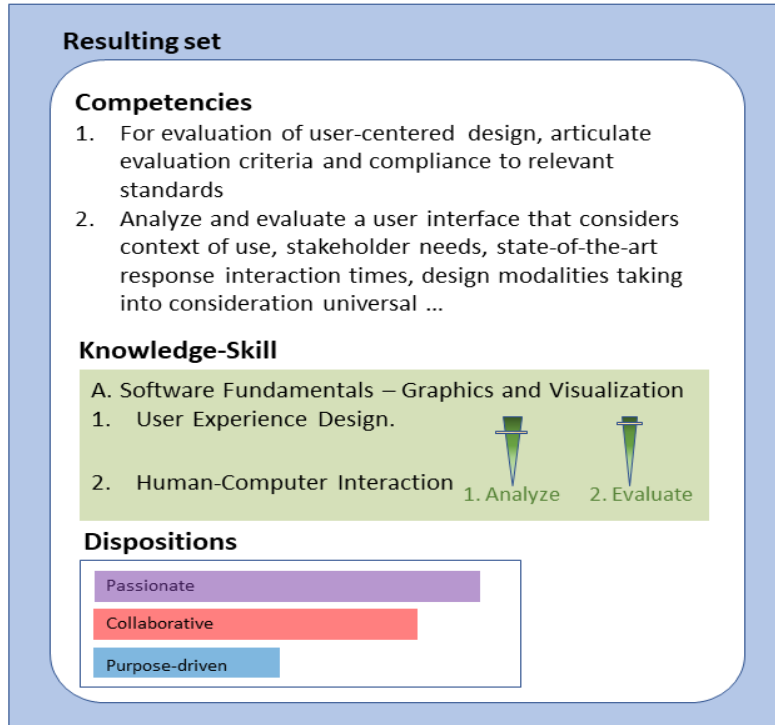 Resulting set
Competencies
1. For evaluation of user-centered design, articulate
evaluation criteria and compliance to relevant
standards
2. Analyze and evaluate a user interface that considers
context of use, stakeholder needs, state-of-the-art
response interaction times, design modalities taking
into consideration universal ...
Knowledge-Skill
A. Software Fundamentals – Graphics and Visualization
1. User Experience Design.
2. Human-Computer Interaction
1. Analyze 2. Evaluate
Dispositions
Passionate
Collaborative
Purpose-driven